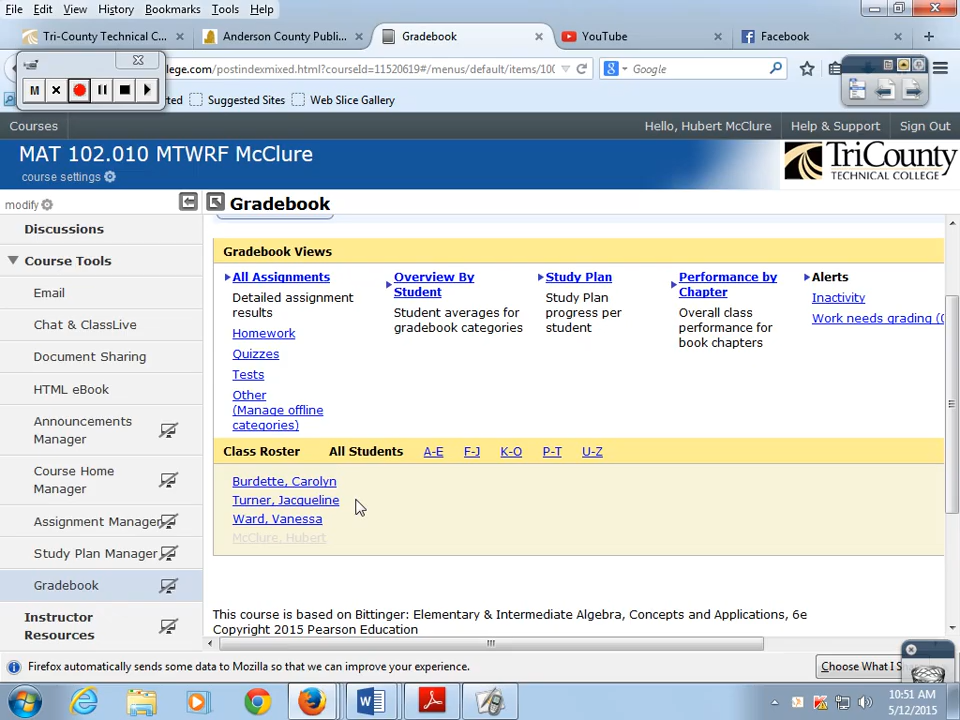 File Edit View History Bookmarks Tools Help
Tri-County Technical C... × Anderson County Publi... × Gradebook × YouTube × Facebook × +
ege.com/postindexmixed.html?courseId=11520619#/menus/default/items/100 Google
M
ted Suggested Sites Web Slice Gallery
Courses Hello, Hubert McClure Help & Support Sign Out
MAT 102.010 MTWRF McClure
course settings
TriCounty
TECHNICAL COLLEGE
modify
Gradebook
Discussions
Course Tools
Email
Chat & ClassLive
Document Sharing
HTML eBook
Announcements
Manager
Course Home
Manager
Assignment Manager
Study Plan Manager
Gradebook
Instructor
Resources
Gradebook Views
All Assignments
Detailed assignment
results
Homework
Quizzes
Tests
Other
(Manage offline
categories)
Overview By
Student
Student averages for
gradebook categories
Study Plan
Study Plan
progress per
student
Performance by
Chapter
Overall class
performance for
book chapters
Alerts
Inactivity
Work needs grading (0
Class Roster All Students A-E F-J K-O P-T U-Z
Burdette, Carolyn
Turner, Jacqueline
Ward, Vanessa
McClure, Hubert
This course is based on Bittinger: Elementary & Intermediate Algebra, Concepts and Applications, 6e
Copyright 2015 Pearson Education
Firefox automatically sends some data to Mozilla so that we can improve your experience.
Choose What I S
10:51 AM
5/12/2015